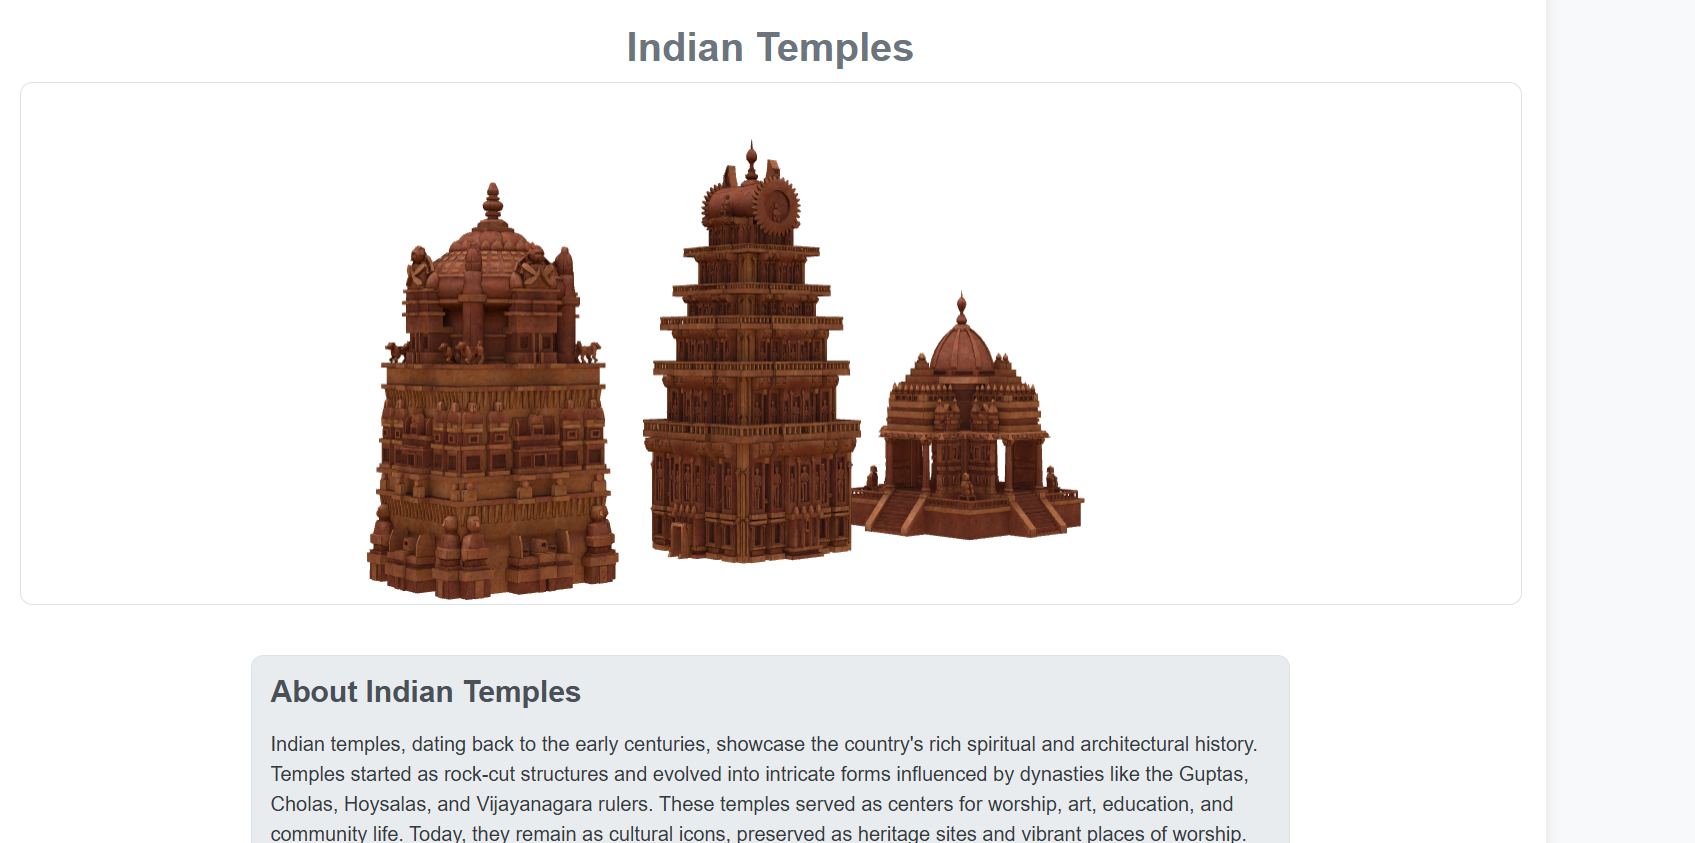 Indian Temples
About Indian Temples
Indian temples, dating back to the early centuries, showcase the country's rich spiritual and architectural history.
Temples started as rock-cut structures and evolved into intricate forms influenced by dynasties like the Guptas,
Cholas, Hoysalas, and Vijayanagara rulers. These temples served as centers for worship, art, education, and
community life. Today, they remain as cultural icons, preserved as heritage sites and vibrant places of worship.